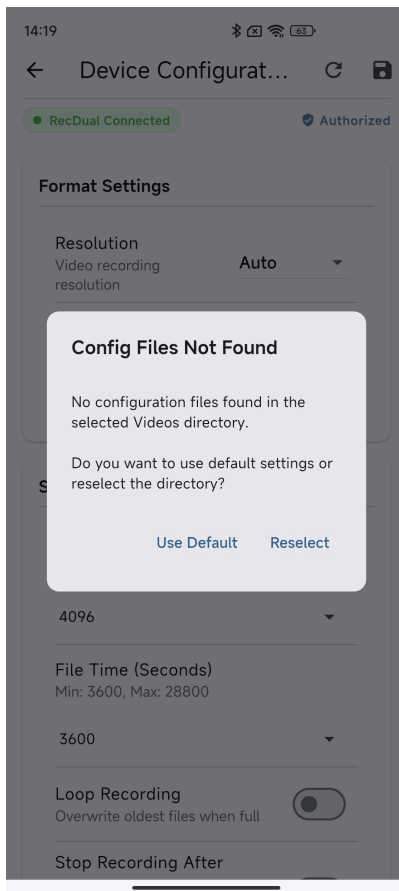 14:19
63
Device Configurat...
RecDual Connected
Authorized
Format Settings
Resolution
Video recording
resolution
Auto
Config Files Not Found
No configuration files found in the
selected Videos directory.
Do you want to use default settings or
reselect the directory?
Use Default
Reselect
S
4096
File Time (Seconds)
Min: 3600, Max: 28800
3600
Loop Recording
Overwrite oldest files when full
Stop Recording After